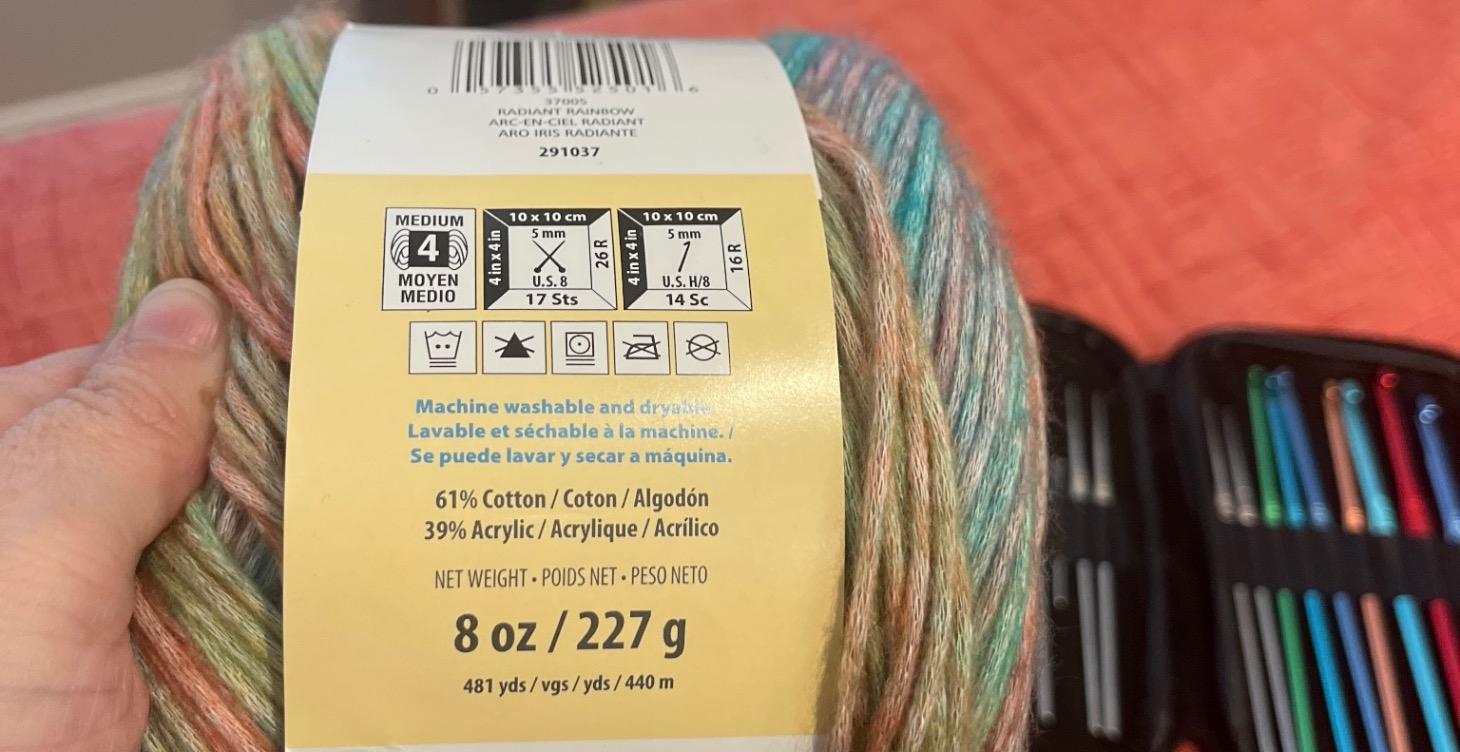 0 57355 52501 6
37005
RADIANT RAINBOW
ARC-EN-CIEL RADIANT
ARO IRIS RADIANTE
291037
MEDIUM
4
MOYEN
MEDIO
10 x 10 cm
4 in x 4 in
5 mm
26 R
U.S. 8
17 Sts
10 x 10 cm
4 in x 4 in
5 mm
16 R
U.S. H/8
14 Sc
Machine washable and dryable.
Lavable et séchable à la machine. /
Se puede lavar y secar a máquina.
61% Cotton / Coton / Algodón
39% Acrylic / Acrylique / Acrílico
NET WEIGHT • POIDS NET • PESO NETO
8 oz / 227 g
481 yds / vgs / yds / 440 m